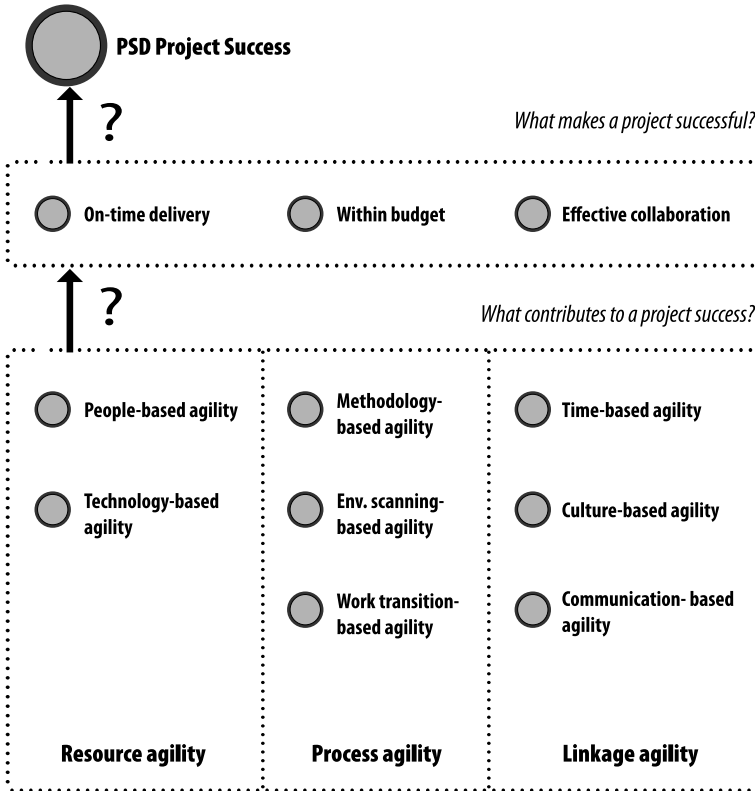 PSD Project Success
?
What makes a project successful?
On-time delivery
Within budget
Effective collaboration
?
What contributes to a project success?
People-based agility
Methodology-
based agility
Time-based agility
Technology-based
agility
Env. scanning-
based agility
Culture-based agility
Work transition-
based agility
Communication- based
agility
Resource agility
Process agility
Linkage agility